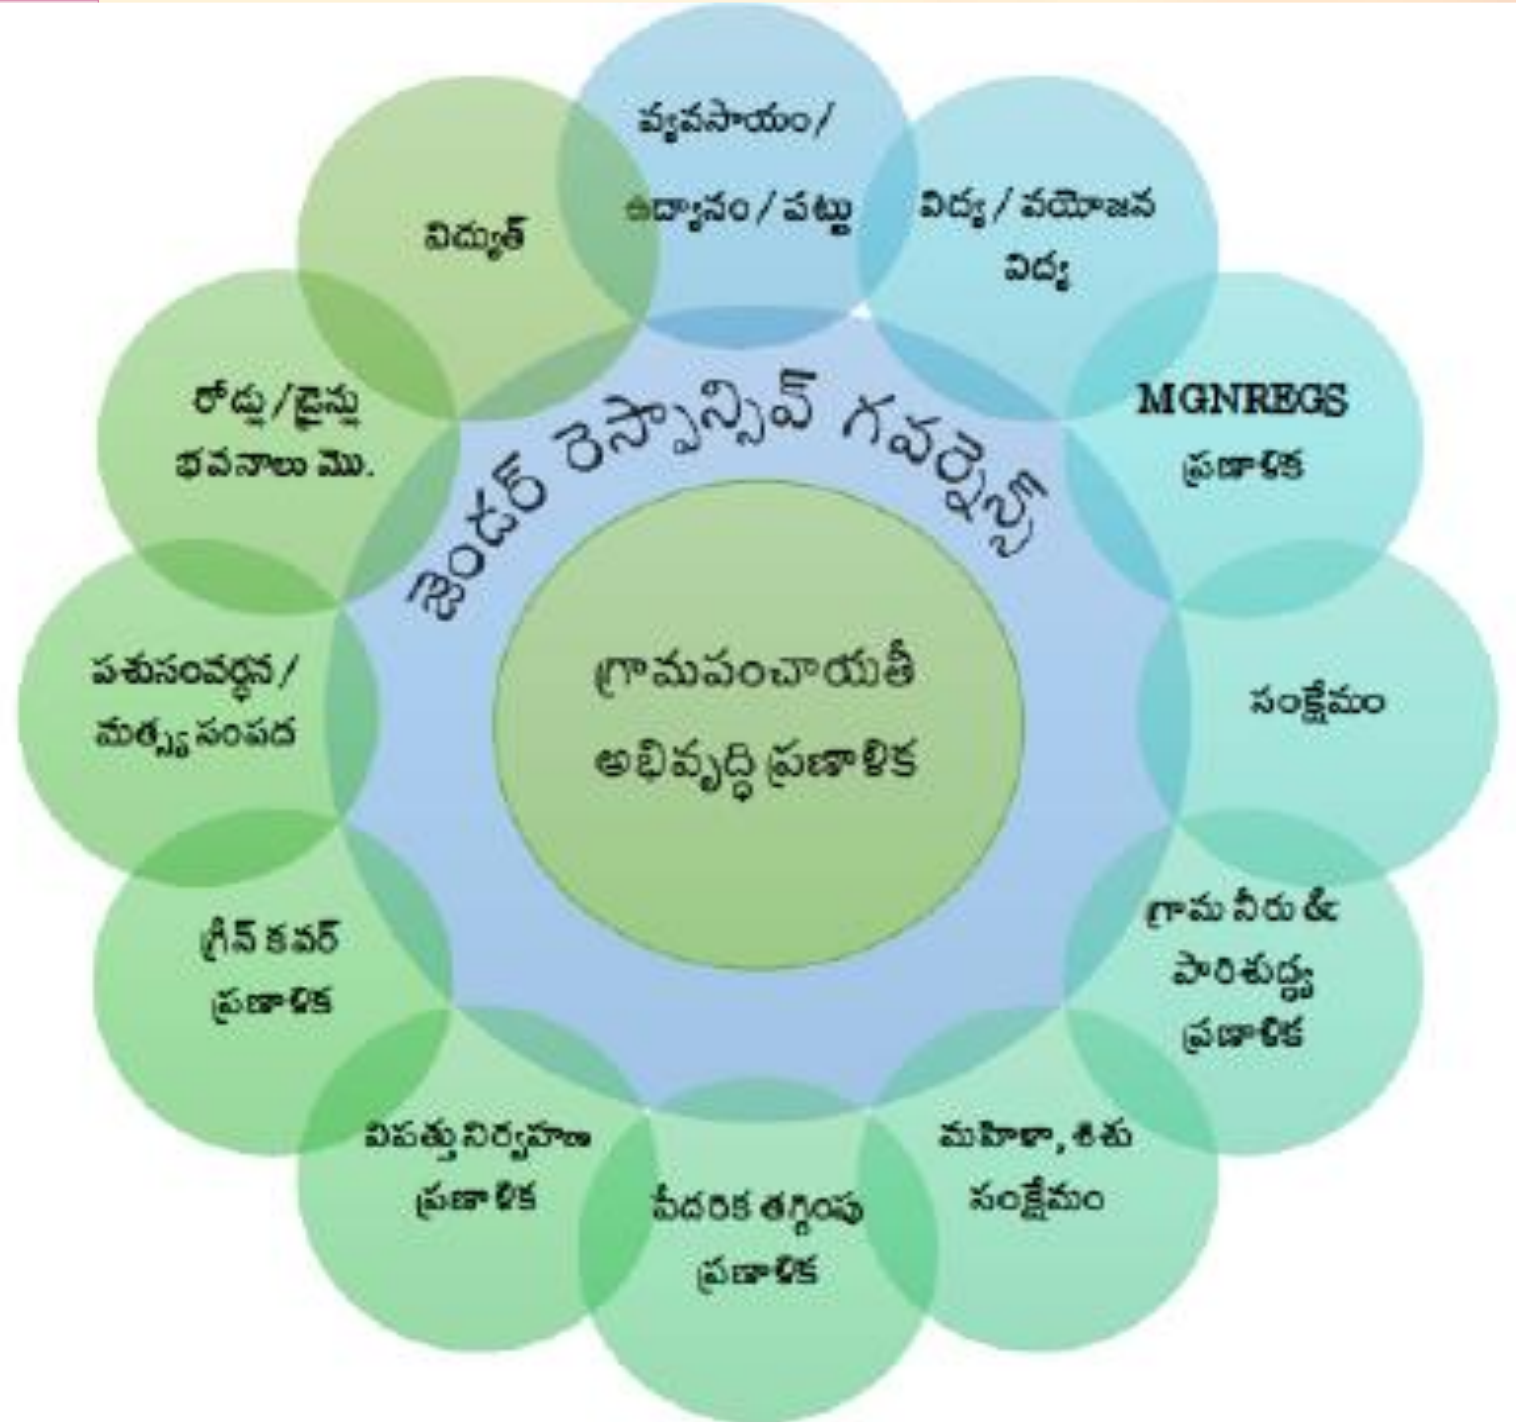 వ్యవసాయం/
ఉద్యానం / పట్టు
విద్య / వయోజన
విద్య
MGNREGS
ప్రణాళిక
సంక్షేమం
గ్రామ నీరు &
పారిశుద్ధ్య
ప్రణాళిక
మహిళా, శిశు
సంక్షేమం
పేదరిక తగ్గింపు
ప్రణాళిక
విపత్తు నిర్వహణ
ప్రణాళిక
గ్రీన్ కవర్
ప్రణాళిక
పశుసంవర్ధన /
మత్స్య సంపద
రోడ్లు /డ్రైన్లు
భవనాలు మొ.
విద్యుత్
జెండర్ రెస్పాన్సివ్ గవర్నెన్స్
గ్రామపంచాయతీ
అభివృద్ధి ప్రణాళిక